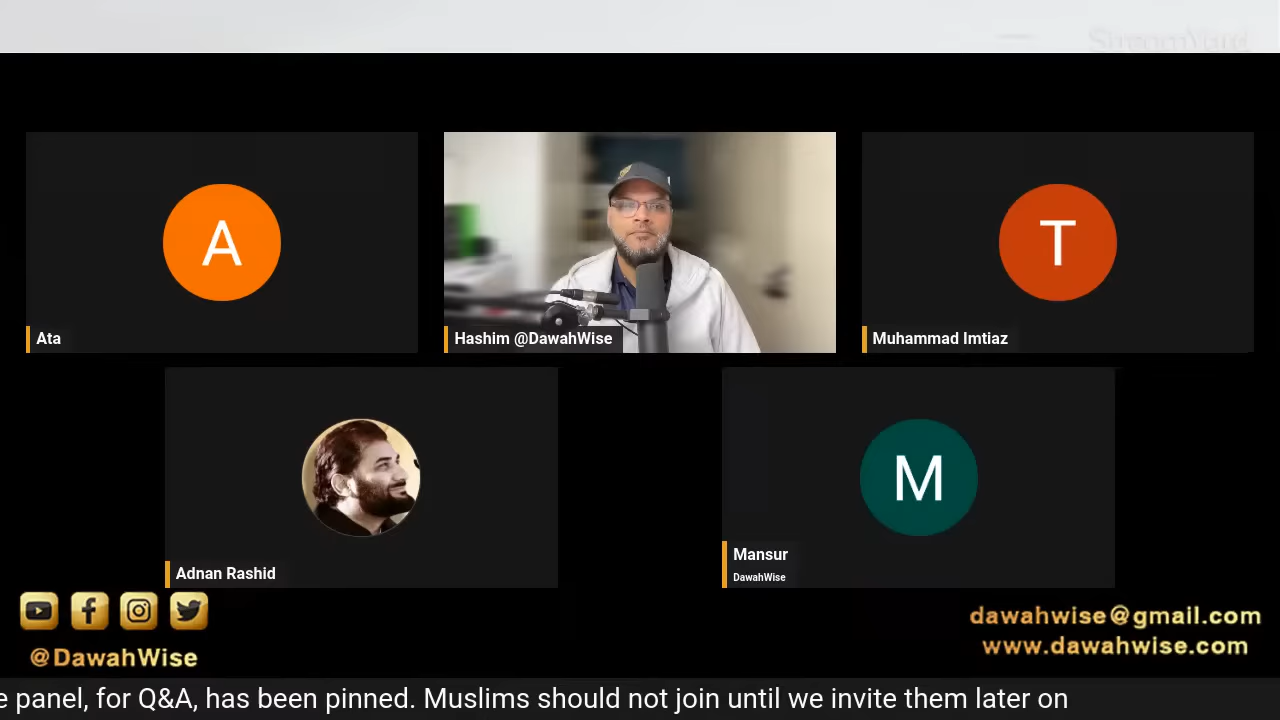 StreamYard
A
T
Ata
Hashim @DawahWise
Muhammad Imtiaz
M
Adnan Rashid
Mansur
DawahWise
dawahwise@gmail.com
@DawahWise
www.dawahwise.com
e panel, for Q&A, has been pinned. Muslims should not join until we invite them later on